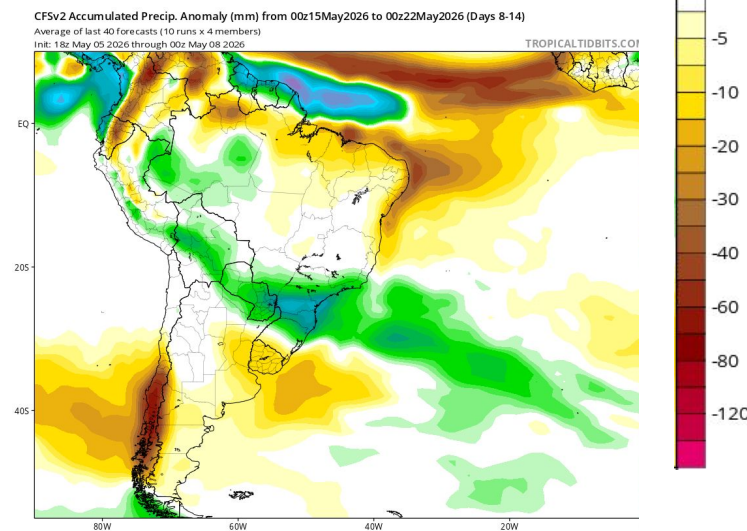 CFSv2 Accumulated Precip. Anomaly (mm) from 00z15May2026 to 00z22May2026 (Days 8-14)
Average of last 40 forecasts (10 runs x 4 members)
Init: 18z May 05 2026 through 00z May 08 2026
TROPICALTIDBITS.CO
EQ
20S
40S
80W
60W
40W
20W
-5
-10
-20
-30
-40
-60
-80
-120